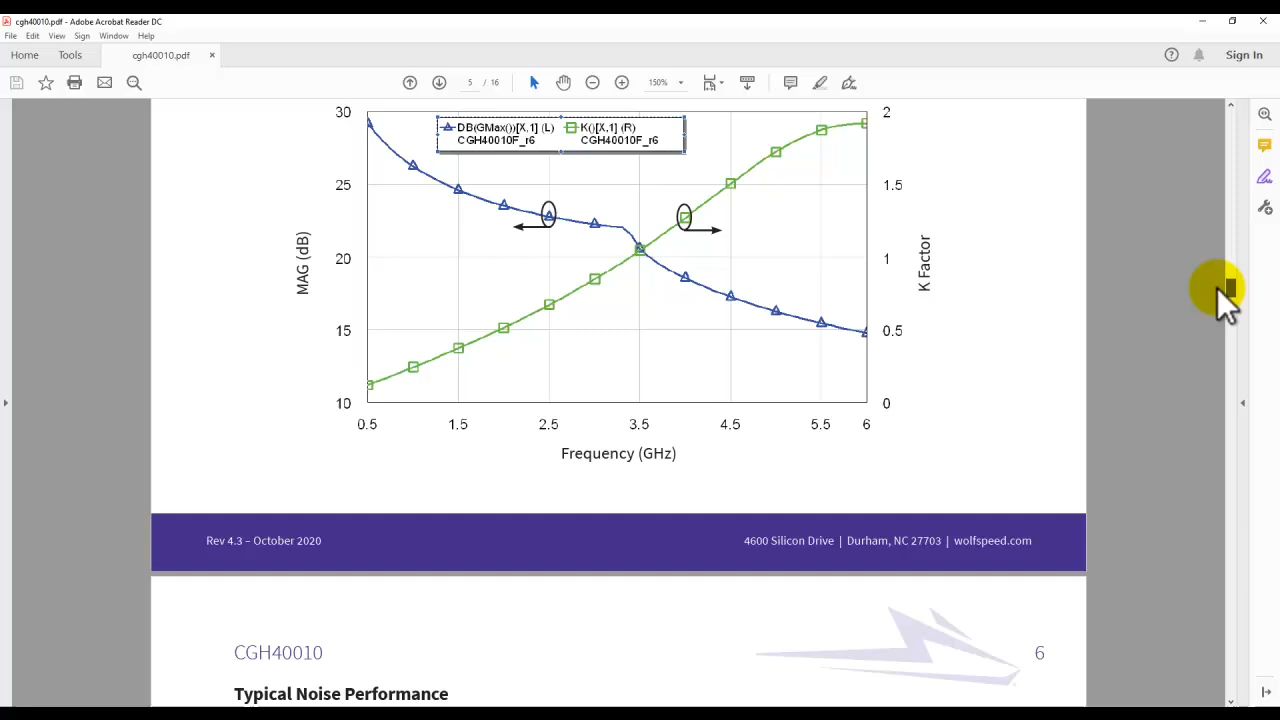 cgh40010.pdf - Adobe Acrobat Reader DC
File Edit View Sign Window Help
Home Tools cgh40010.pdf × Sign In
5 / 16 150%
30 2
DB(GMax())[X,1] (L) K()[X,1] (R)
CGH40010F_r6 CGH40010F_r6
25 1.5
MAG (dB)
20 1
K Factor
15 0.5
10 0
0.5 1.5 2.5 3.5 4.5 5.5 6
Frequency (GHz)
Rev 4.3 – October 2020 4600 Silicon Drive | Durham, NC 27703 | wolfspeed.com
CGH40010 6
Typical Noise Performance